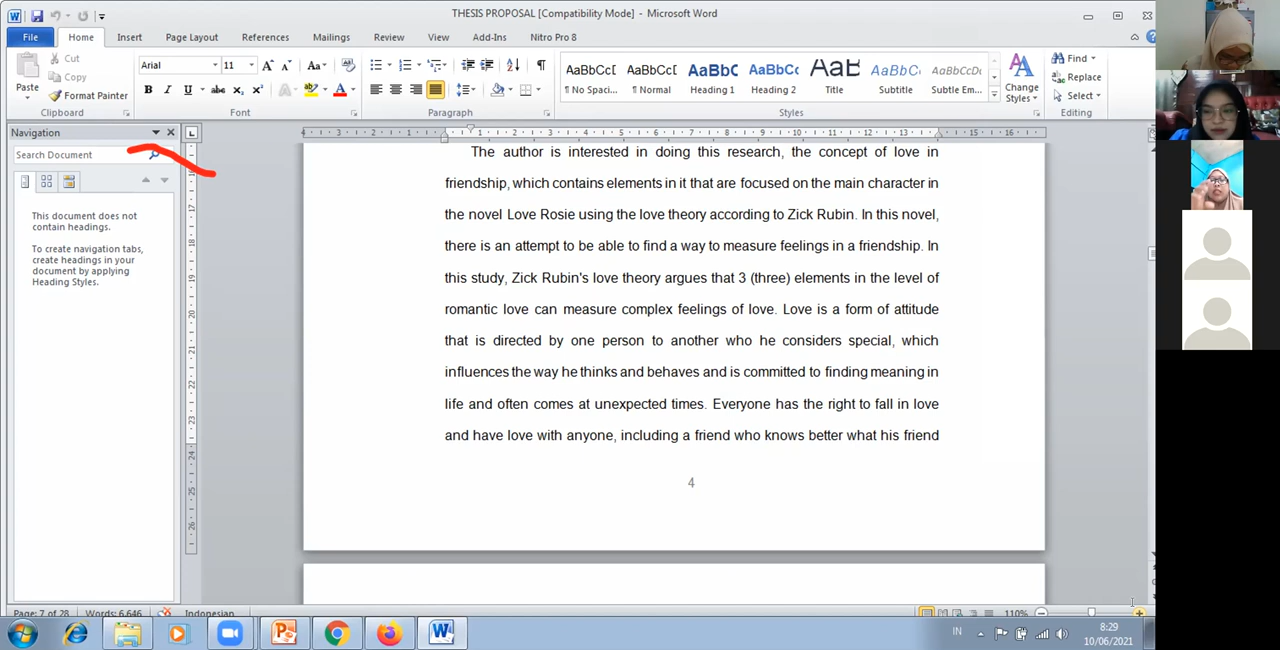 THESIS PROPOSAL [Compatibility Mode] - Microsoft Word
File Home Insert Page Layout References Mailings Review View Add-Ins Nitro Pro 8
Paste
Cut
Copy
Format Painter
Clipboard
Arial 11
Font
Paragraph
AaBbCcD AaBbCcD AaBbC AaBbCc AaB AaBbCcI AaBbCcDı
¶ No Spaci... ¶ Normal Heading 1 Heading 2 Title Subtitle Subtle Em...
Styles
Change Styles
Find
Replace
Select
Editing
Navigation
Search Document
This document does not
contain headings.
To create navigation tabs,
create headings in your
document by applying
Heading Styles.
The author is interested in doing this research, the concept of love in
friendship, which contains elements in it that are focused on the main character in
the novel Love Rosie using the love theory according to Zick Rubin. In this novel,
there is an attempt to be able to find a way to measure feelings in a friendship. In
this study, Zick Rubin's love theory argues that 3 (three) elements in the level of
romantic love can measure complex feelings of love. Love is a form of attitude
that is directed by one person to another who he considers special, which
influences the way he thinks and behaves and is committed to finding meaning in
life and often comes at unexpected times. Everyone has the right to fall in love
and have love with anyone, including a friend who knows better what his friend
4
Page: 7 of 28 Words: 6.646 Indonesian 110%
IN 8:29
10/06/2021